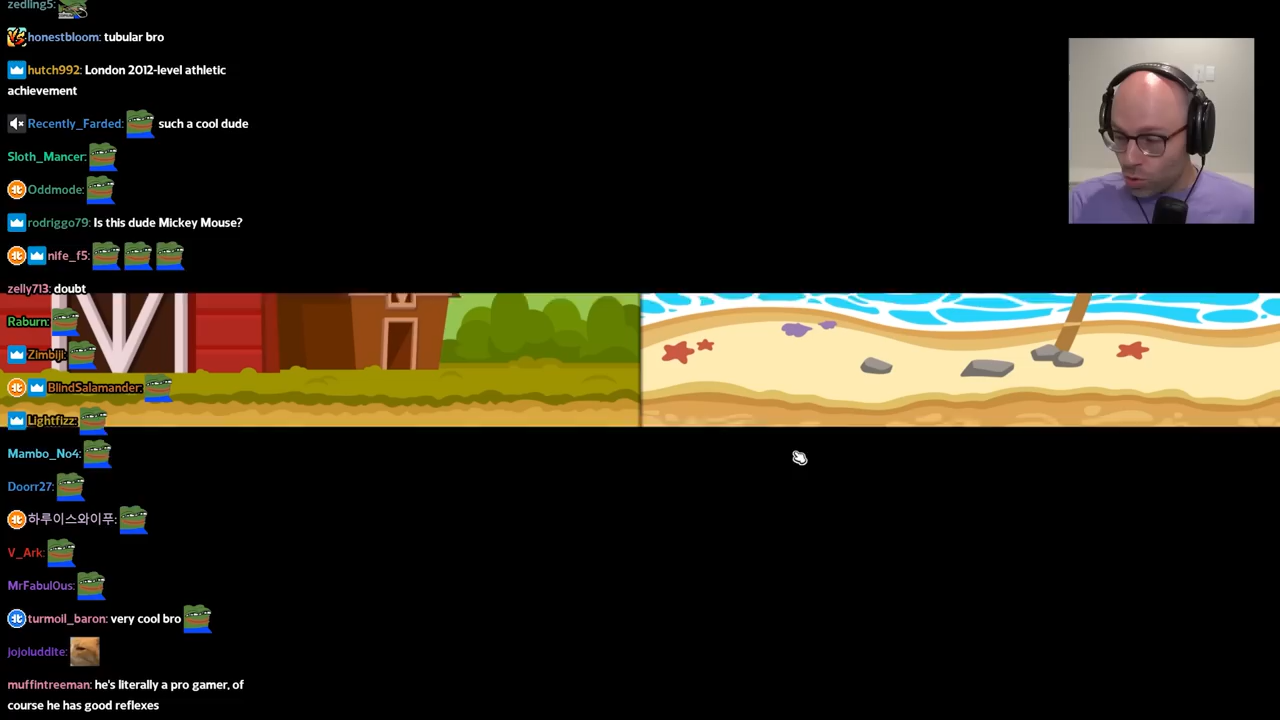 zedling5:
honestbloom: tubular bro
hutch992: London 2012-level athletic
achievement
Recently_Farded: such a cool dude
Sloth_Mancer:
Oddmode:
rodriggo79: Is this dude Mickey Mouse?
nife_f5:
zelly713: doubt
Raburn:
Zimbiji:
BlindSalamander:
Lightfizz:
Mambo_No4:
Doorr27:
하루이스와이푸:
V_Ark:
MrFabulOus:
turmoil_baron: very cool bro
jojoluddite:
muffintreeman: he's literally a pro gamer, of
course he has good reflexes